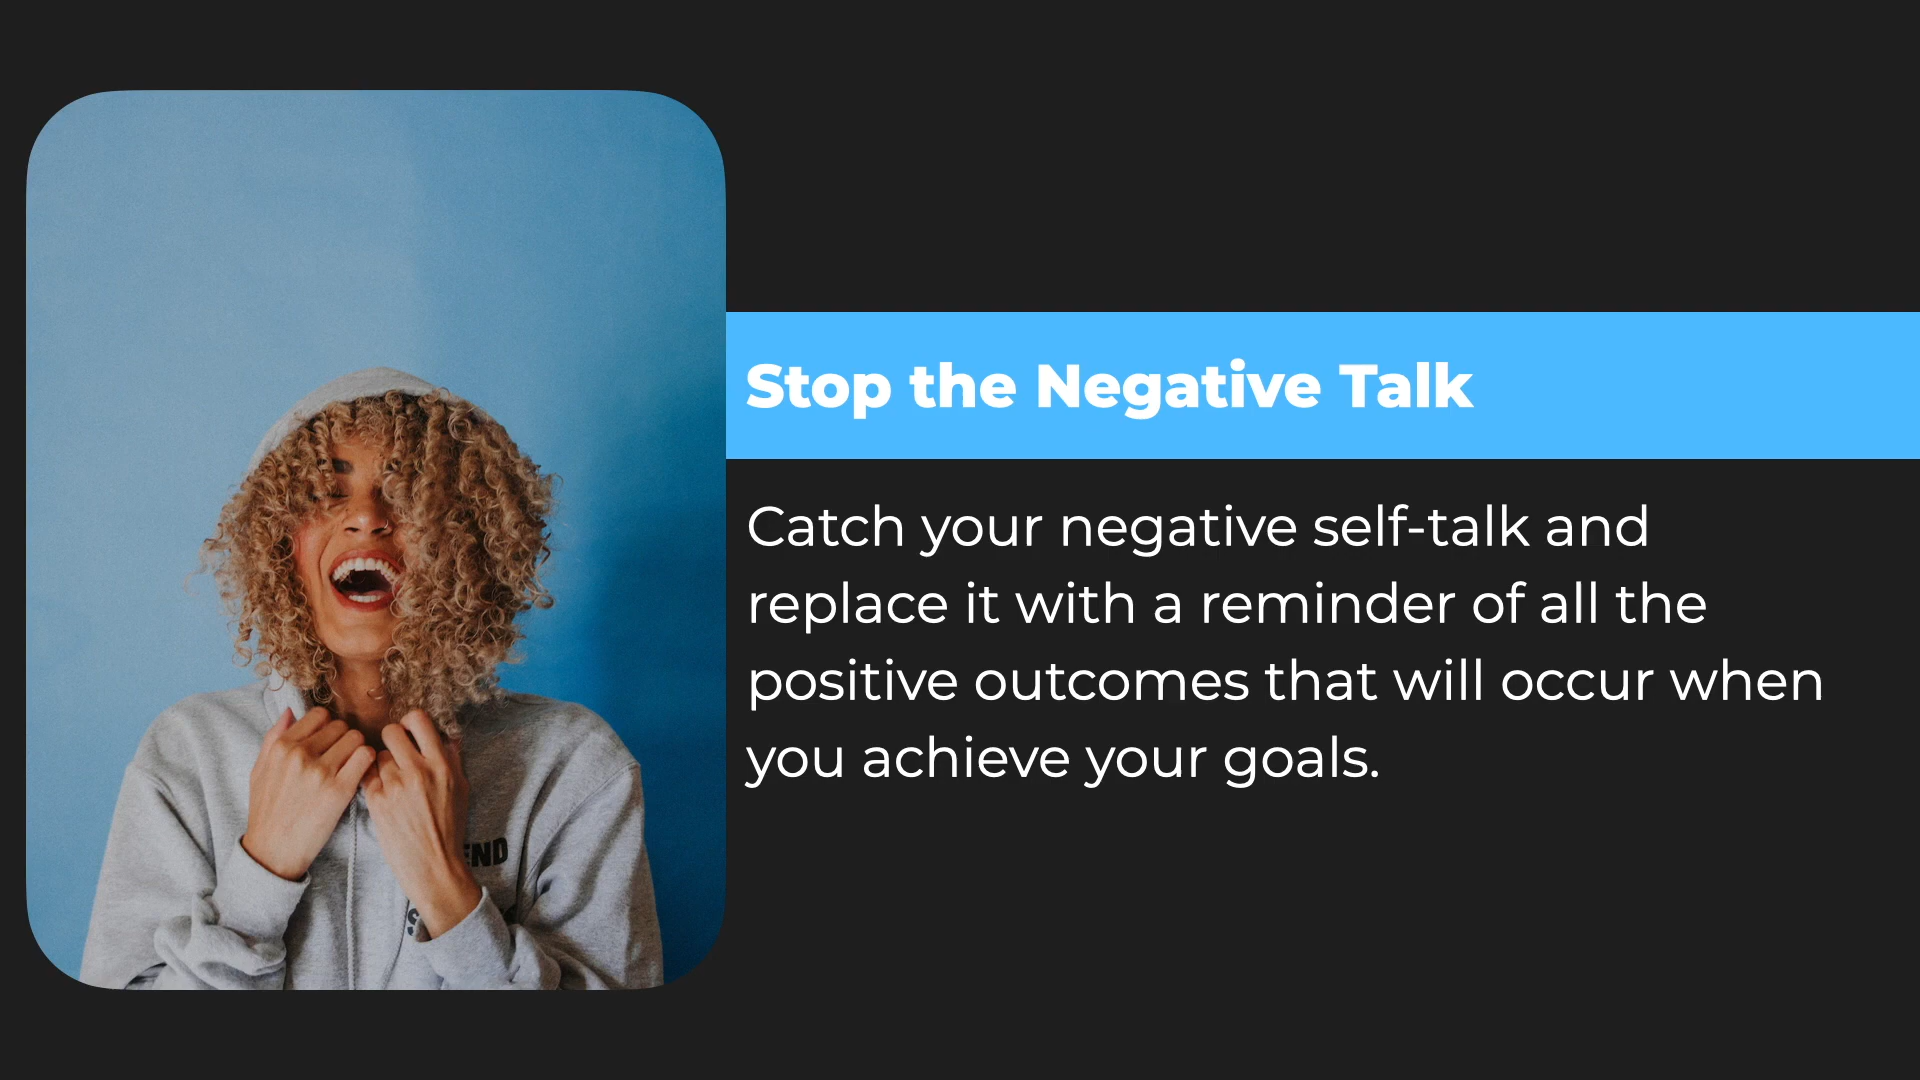 Stop the Negative Talk
Catch your negative self-talk and
replace it with a reminder of all the
positive outcomes that will occur when
you achieve your goals.